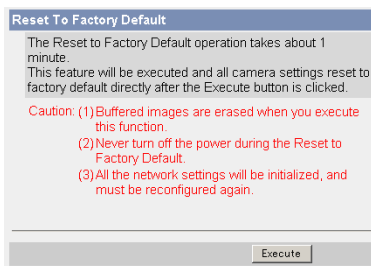 Reset To Factory Default
The Reset to Factory Default operation takes about 1
minute.
This feature will be executed and all camera settings reset to
factory default directly after the Execute button is clicked.
Caution: (1)Buffered images are erased when you execute
this function.
(2)Never turn off the power during the Reset to
Factory Default.
(3)All the network settings will be initialized, and
must be reconfigured again.
Execute